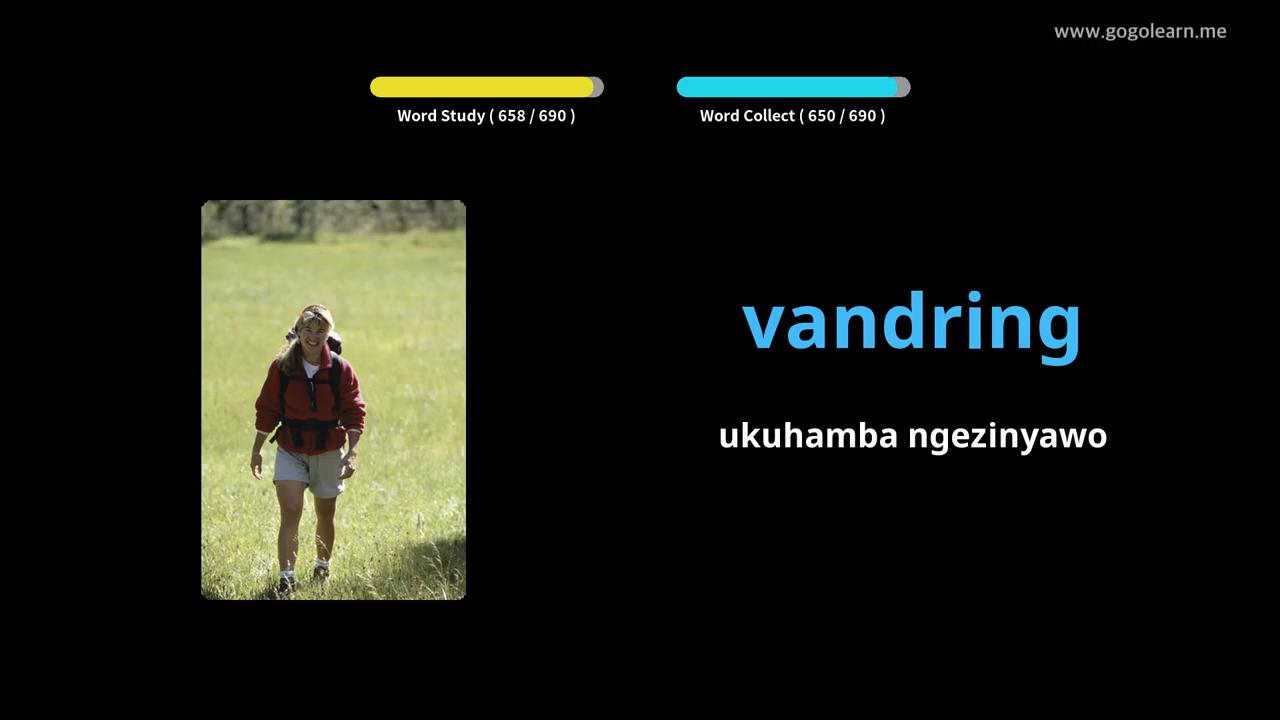 www.gogolearn.me
Word Study ( 658 / 690 )
Word Collect ( 650 / 690 )
vandring
ukuhamba ngezinyawo